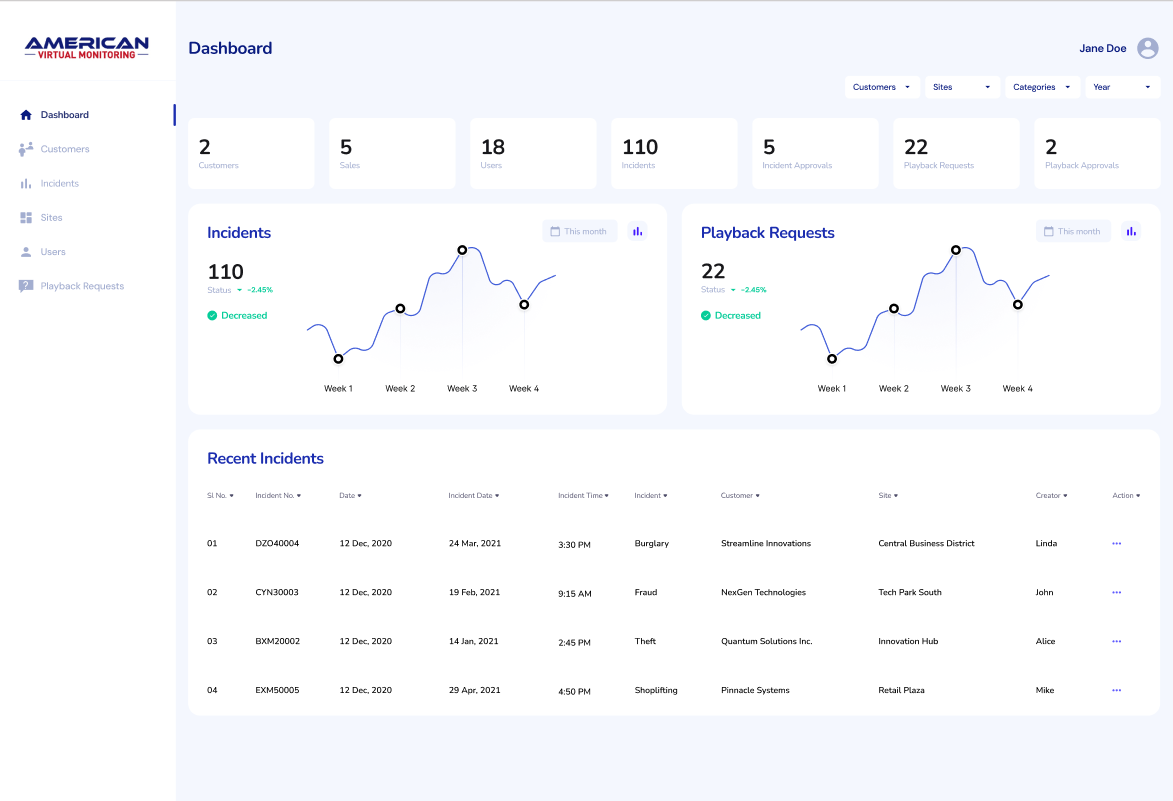 AMERICAN
VIRTUAL MONITORING
Dashboard
Customers
Incidents
Sites
Users
Playback Requests
Dashboard
Jane Doe
Customers Sites Categories Year
2 5 18 110 5 22 2
Customers Sales Users Incidents Incident Approvals Playback Requests Playback Approvals
Incidents
This month
110
Status -2.45%
Decreased
Week 1 Week 2 Week 3 Week 4
Playback Requests
This month
22
Status -2.45%
Decreased
Week 1 Week 2 Week 3 Week 4
Recent Incidents
Sl No. Incident No. Date Incident Date Incident Time Incident Customer Site Creator Action
01 DZO40004 12 Dec, 2020 24 Mar, 2021 3:30 PM Burglary Streamline Innovations Central Business District Linda ...
02 CYN30003 12 Dec, 2020 19 Feb, 2021 9:15 AM Fraud NexGen Technologies Tech Park South John ...
03 BXM20002 12 Dec, 2020 14 Jan, 2021 2:45 PM Theft Quantum Solutions Inc. Innovation Hub Alice ...
04 EXM50005 12 Dec, 2020 29 Apr, 2021 4:50 PM Shoplifting Pinnacle Systems Retail Plaza Mike ...